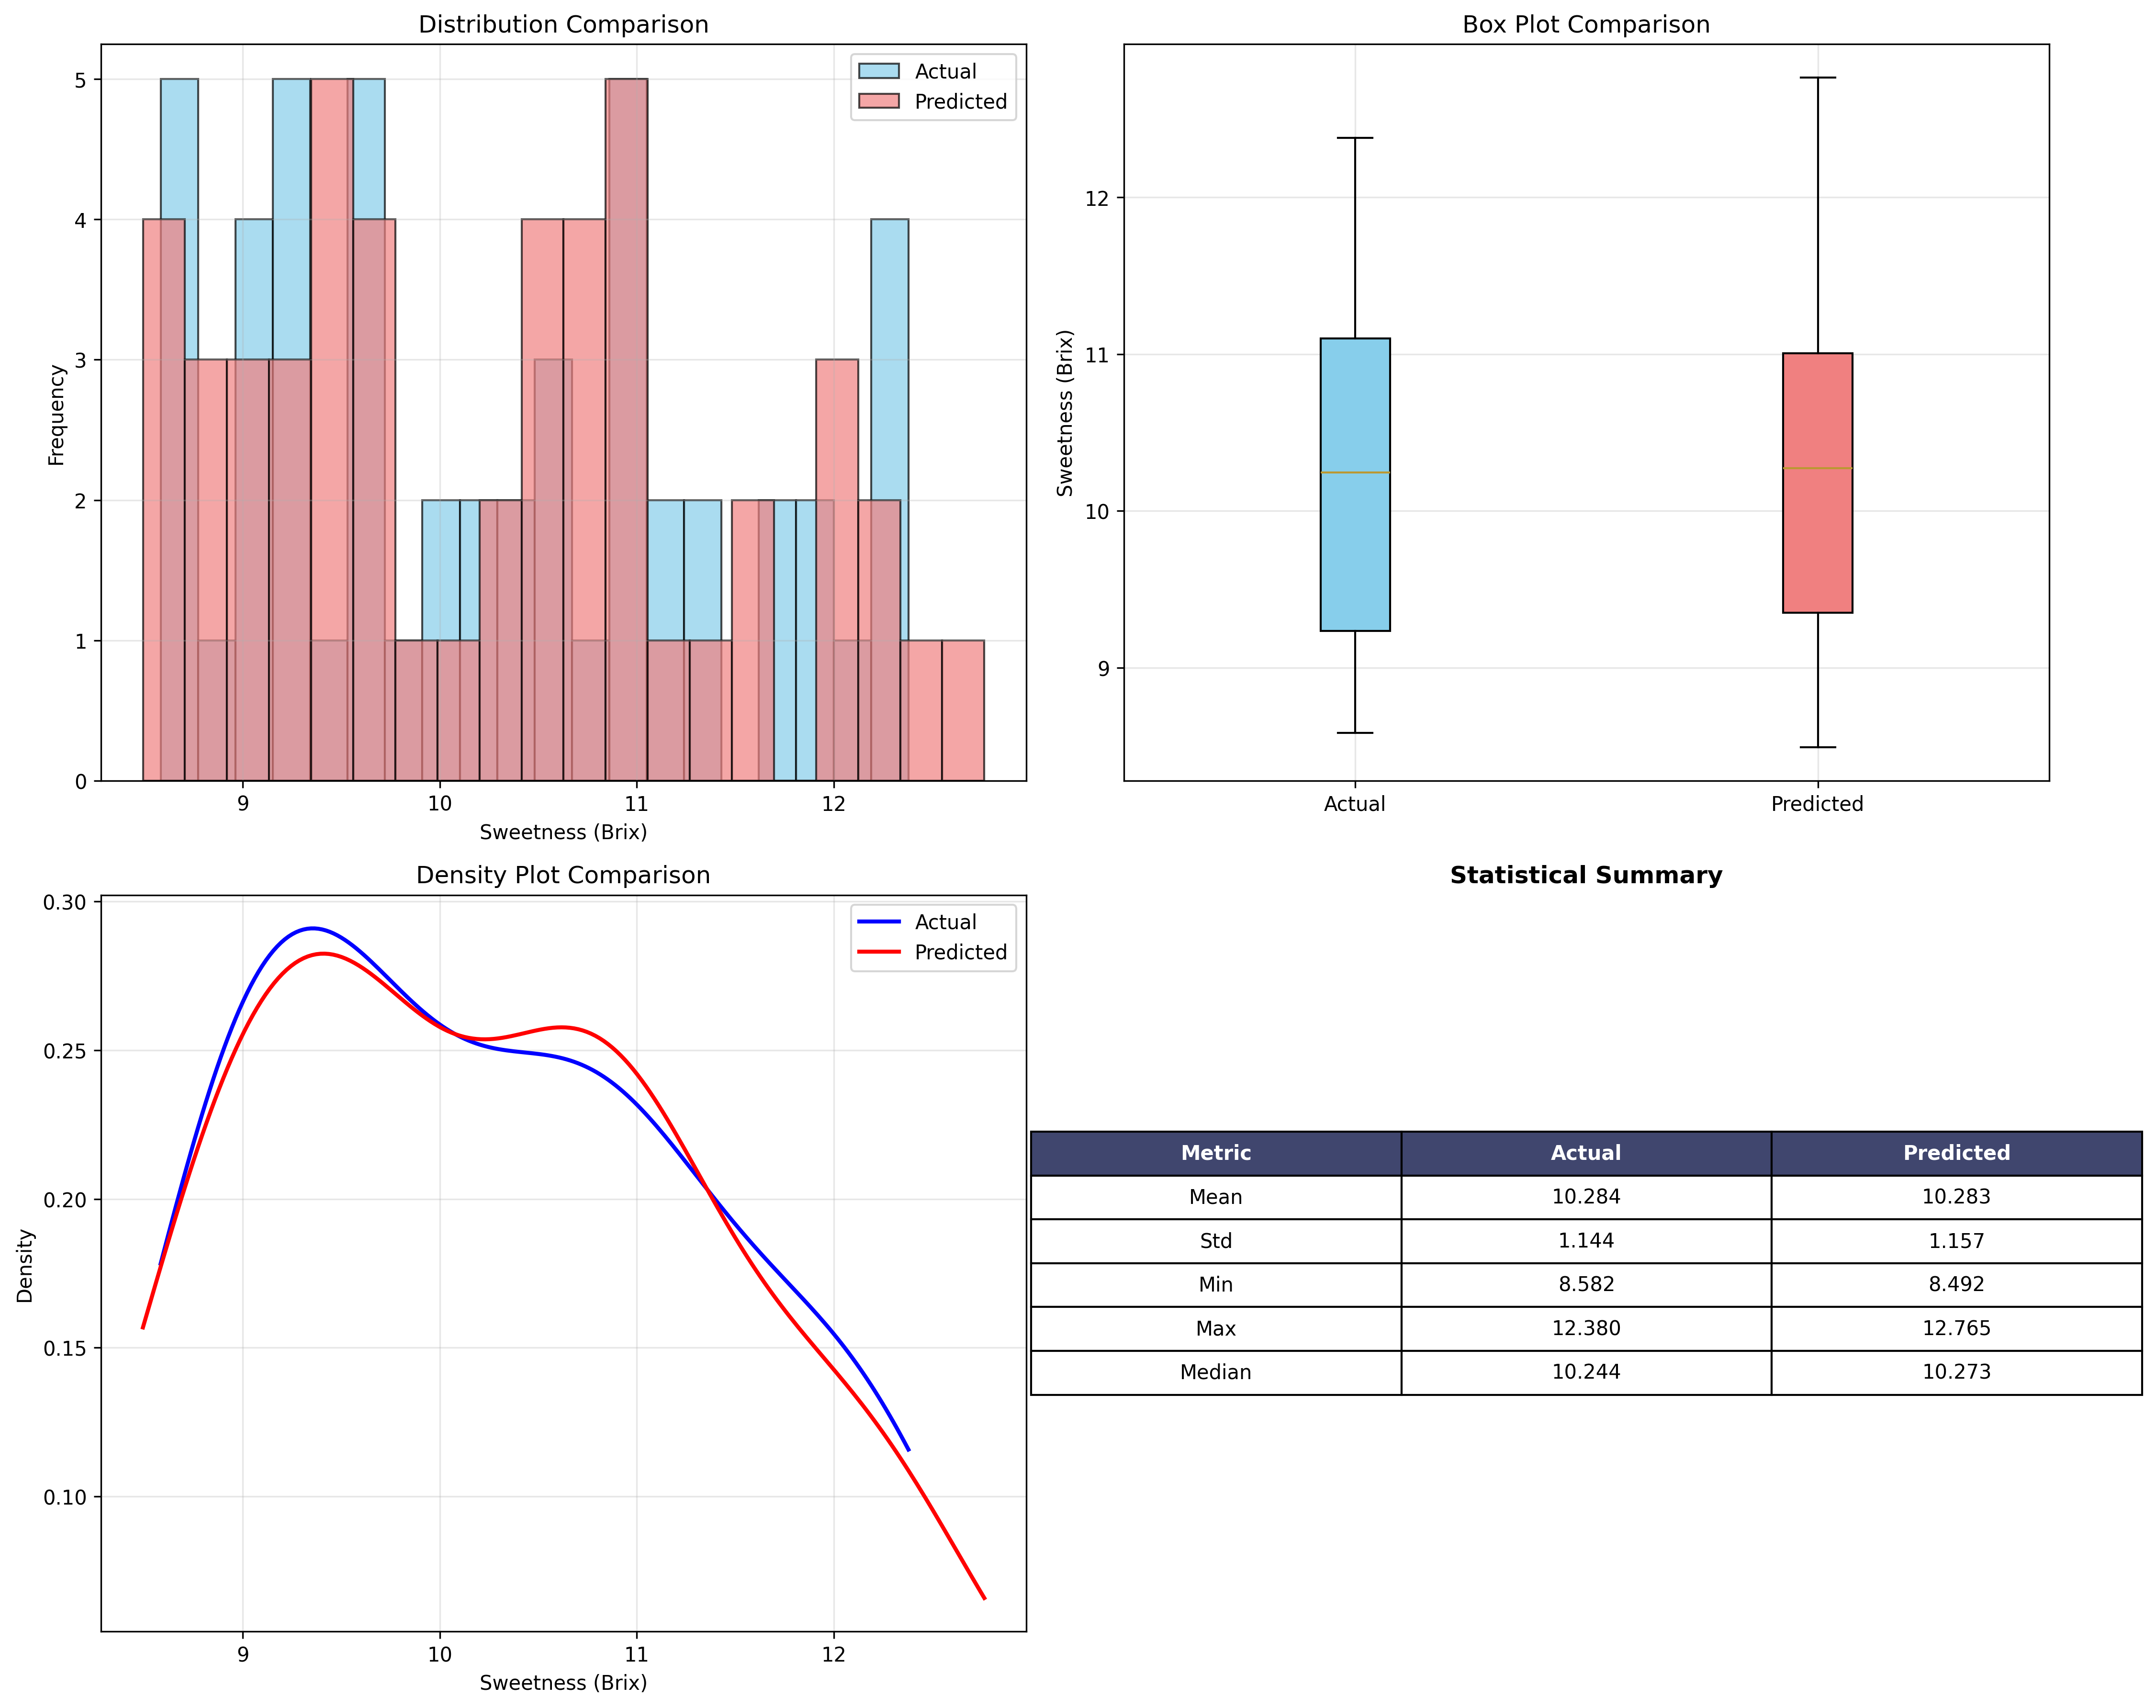 Distribution Comparison
Actual
Predicted
Frequency
5
4
3
2
1
0
9 10 11 12
Sweetness (Brix)
Box Plot Comparison
Sweetness (Brix)
12
11
10
9
Actual Predicted
Density Plot Comparison
Actual
Predicted
Density
0.30
0.25
0.20
0.15
0.10
9 10 11 12
Sweetness (Brix)
Statistical Summary
Metric Actual Predicted
Mean 10.284 10.283
Std 1.144 1.157
Min 8.582 8.492
Max 12.380 12.765
Median 10.244 10.273